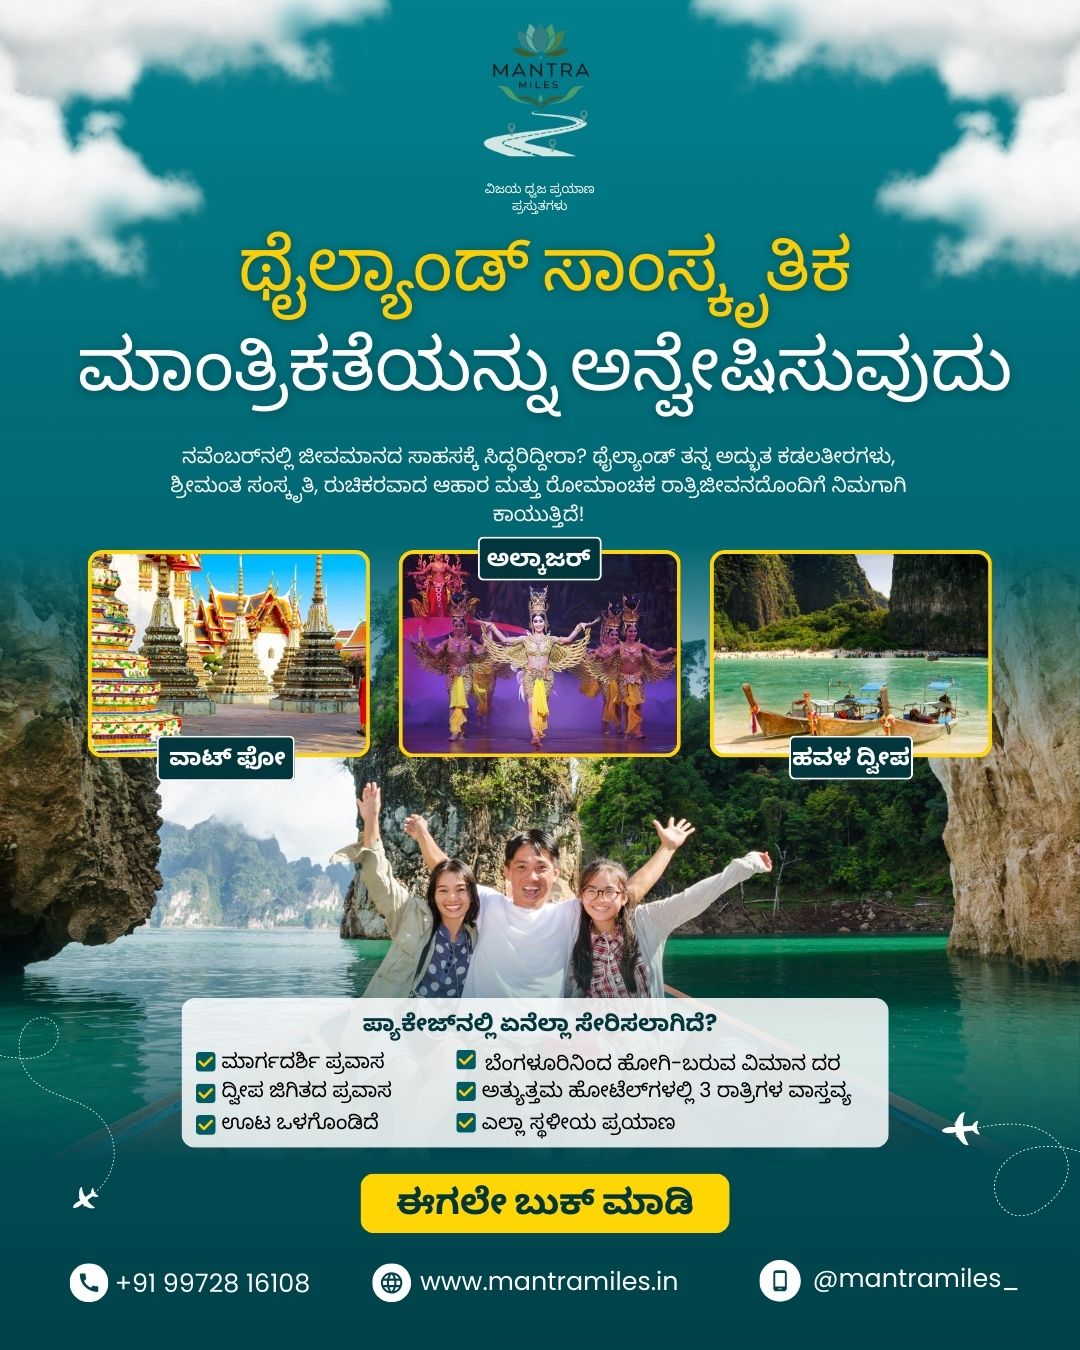 MANTRA
MILES
ವಿಜಯ ಧ್ವಜ ಪ್ರಯಾಣ
ಪ್ರಸ್ತುತಗಳು
ಥೈಲ್ಯಾಂಡ್ ಸಾಂಸ್ಕೃತಿಕ
ಮಾಂತ್ರಿಕತೆಯನ್ನು ಅನ್ವೇಷಿಸುವುದು
ನವೆಂಬರ್‌ನಲ್ಲಿ ಜೀವಮಾನದ ಸಾಹಸಕ್ಕೆ ಸಿದ್ಧರಿದ್ದೀರಾ? ಥೈಲ್ಯಾಂಡ್ ತನ್ನ ಅದ್ಭುತ ಕಡಲತೀರಗಳು,
ಶ್ರೀಮಂತ ಸಂಸ್ಕೃತಿ, ರುಚಿಕರವಾದ ಆಹಾರ ಮತ್ತು ರೋಮಾಂಚಕ ರಾತ್ರಿಜೀವನದೊಂದಿಗೆ ನಿಮಗಾಗಿ
ಕಾಯುತ್ತಿದೆ!
ಅಲ್ಕಾಜರ್
ವಾಟ್ ಫೋ
ಹವಳ ದ್ವೀಪ
ಪ್ಯಾಕೇಜ್‌ನಲ್ಲಿ ಏನೆಲ್ಲಾ ಸೇರಿಸಲಾಗಿದೆ?
ಮಾರ್ಗದರ್ಶಿ ಪ್ರವಾಸ
ದ್ವೀಪ ಜಿಗಿತದ ಪ್ರವಾಸ
ಊಟ ಒಳಗೊಂಡಿದೆ
ಬೆಂಗಳೂರಿನಿಂದ ಹೋಗಿ-ಬರುವ ವಿಮಾನ ದರ
ಅತ್ಯುತ್ತಮ ಹೋಟೆಲ್‌ಗಳಲ್ಲಿ 3 ರಾತ್ರಿಗಳ ವಾಸ್ತವ್ಯ
ಎಲ್ಲಾ ಸ್ಥಳೀಯ ಪ್ರಯಾಣ
ಈಗಲೇ ಬುಕ್ ಮಾಡಿ
+91 99728 16108
www.mantramiles.in
@mantramiles_